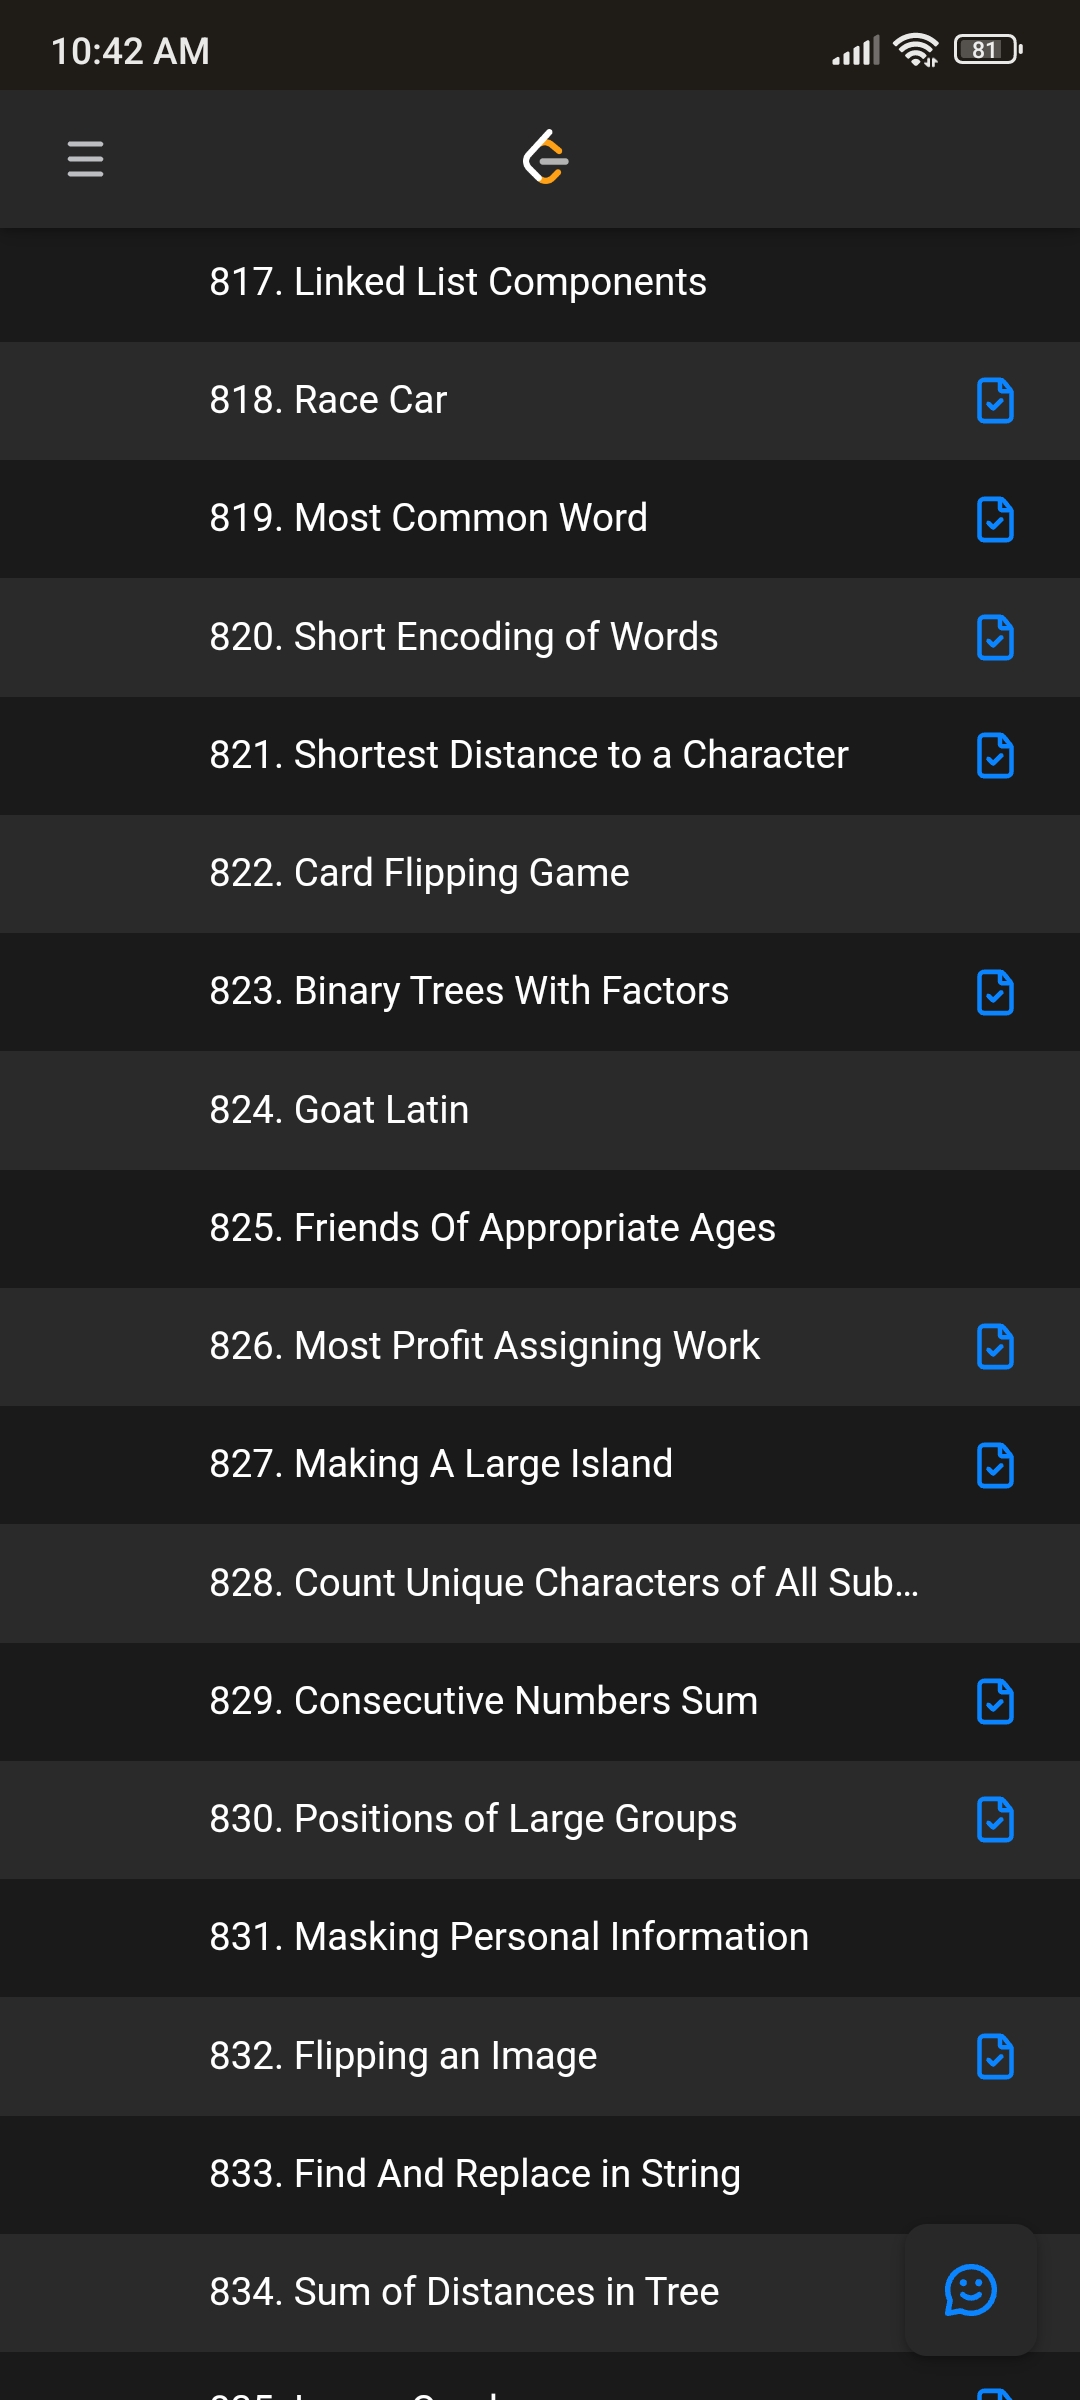 10:42 AM
81
817. Linked List Components
818. Race Car
819. Most Common Word
820. Short Encoding of Words
821. Shortest Distance to a Character
822. Card Flipping Game
823. Binary Trees With Factors
824. Goat Latin
825. Friends Of Appropriate Ages
826. Most Profit Assigning Work
827. Making A Large Island
828. Count Unique Characters of All Sub...
829. Consecutive Numbers Sum
830. Positions of Large Groups
831. Masking Personal Information
832. Flipping an Image
833. Find And Replace in String
834. Sum of Distances in Tree